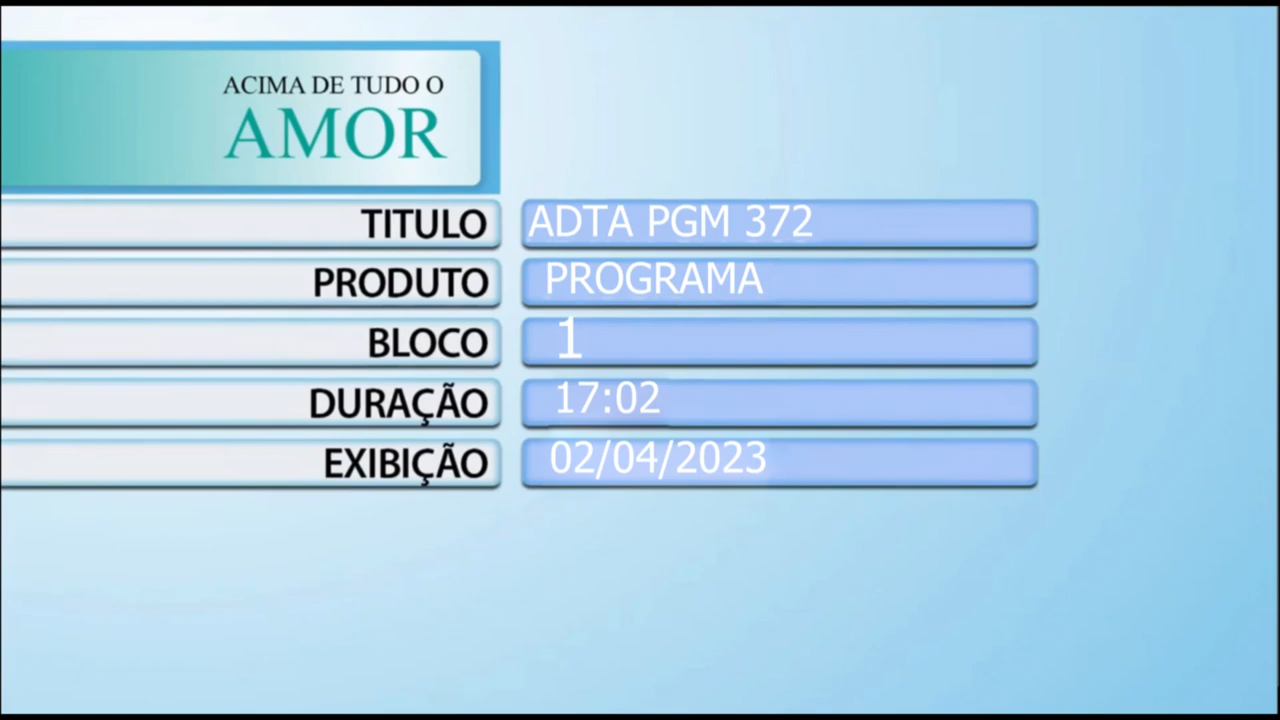 ACIMA DE TUDO O
AMOR
TITULO ADTA PGM 372
PRODUTO PROGRAMA
BLOCO 1
DURAÇÃO 17:02
EXIBIÇÃO 02/04/2023